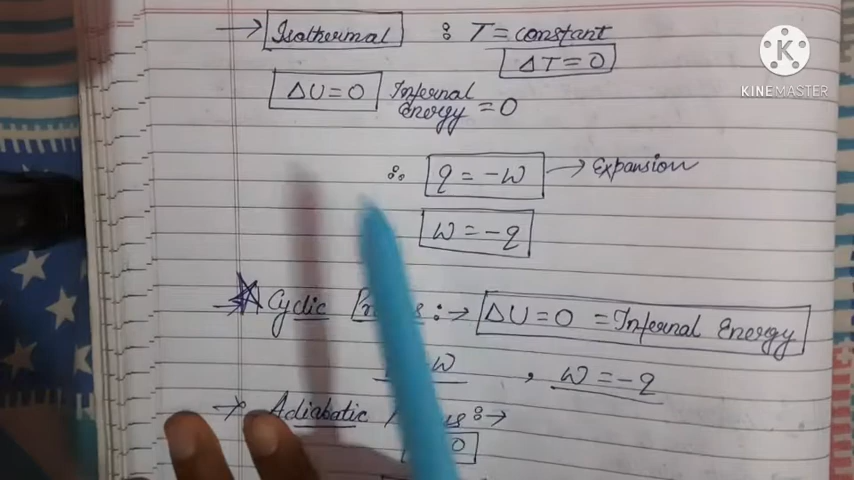 → Isothermal : T = constant
ΔT = 0
K
KINEMASTER
ΔU = 0 Internal
Energy = 0
∴ q = -w → Expansion
w = -q
→ Cyclic :→ ΔU = 0 = Internal Energy
w , w = -q
→ Adiabatic :→
0